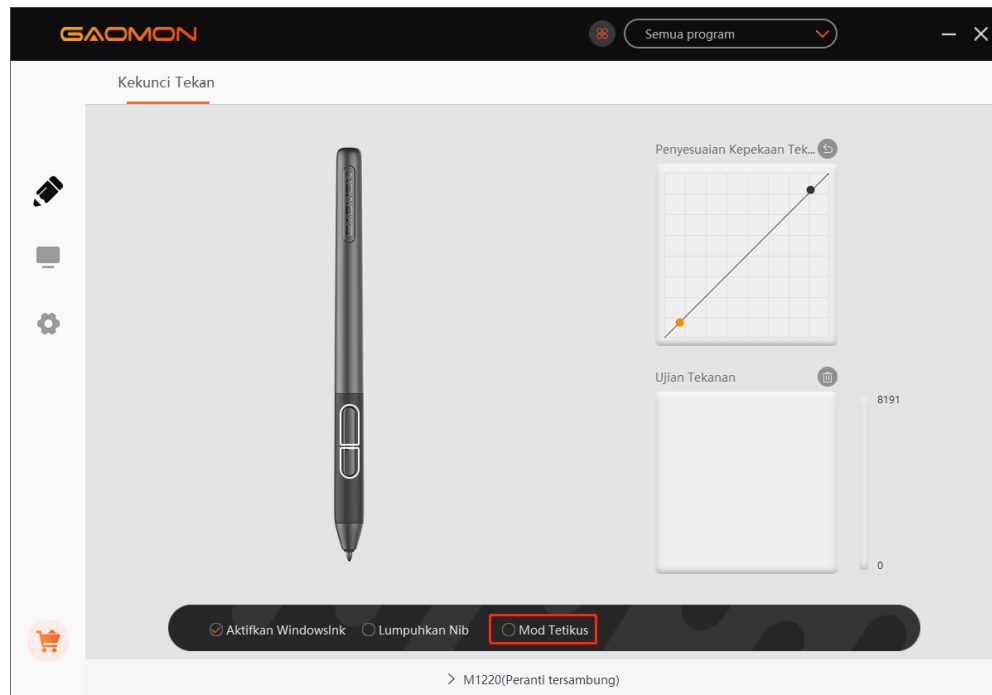 GAOMON
Semua program
Kekunci Tekan
Penyesuaian Kepekaan Tek...
GAOMON
Ujian Tekanan
8191
0
Aktifkan WindowsInk
Lumpuhkan Nib
Mod Tetikus
M1220(Peranti tersambung)